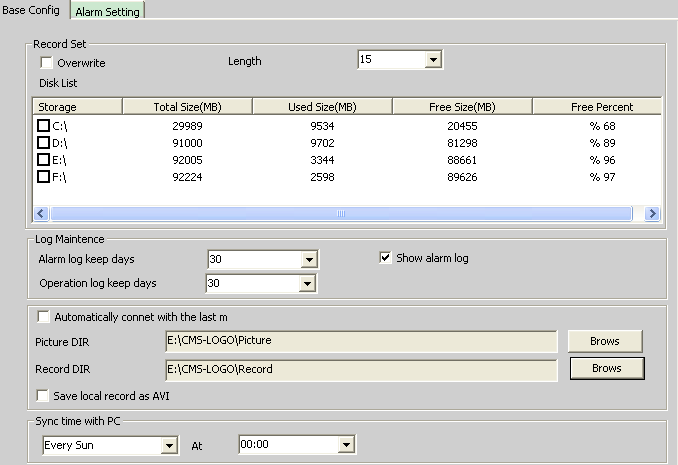 Base Config Alarm Setting
Record Set
Overwrite Length 15
Disk List
Storage Total Size(MB) Used Size(MB) Free Size(MB) Free Percent
C:\ 29989 9534 20455 % 68
D:\ 91000 9702 81298 % 89
E:\ 92005 3344 88661 % 96
F:\ 92224 2598 89626 % 97
Log Maintence
Alarm log keep days 30 Show alarm log
Operation log keep days 30
Automatically connet with the last m
Picture DIR E:\CMS-LOGO\Picture Brows
Record DIR E:\CMS-LOGO\Record Brows
Save local record as AVI
Sync time with PC
Every Sun At 00:00